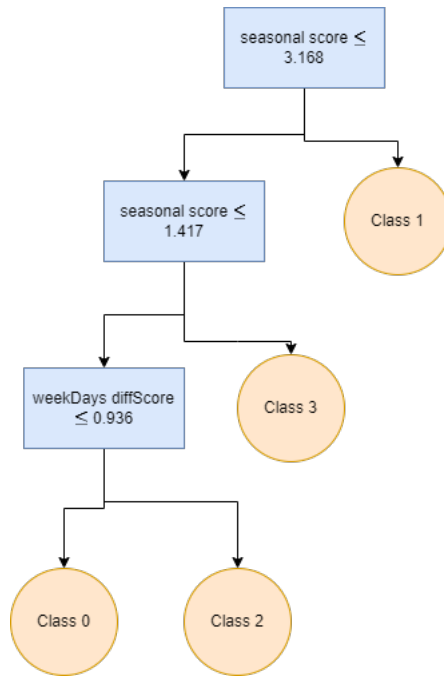 seasonal score ≤
3.168
Class 1
seasonal score ≤
1.417
Class 3
weekDays diffScore
≤ 0.936
Class 0
Class 2